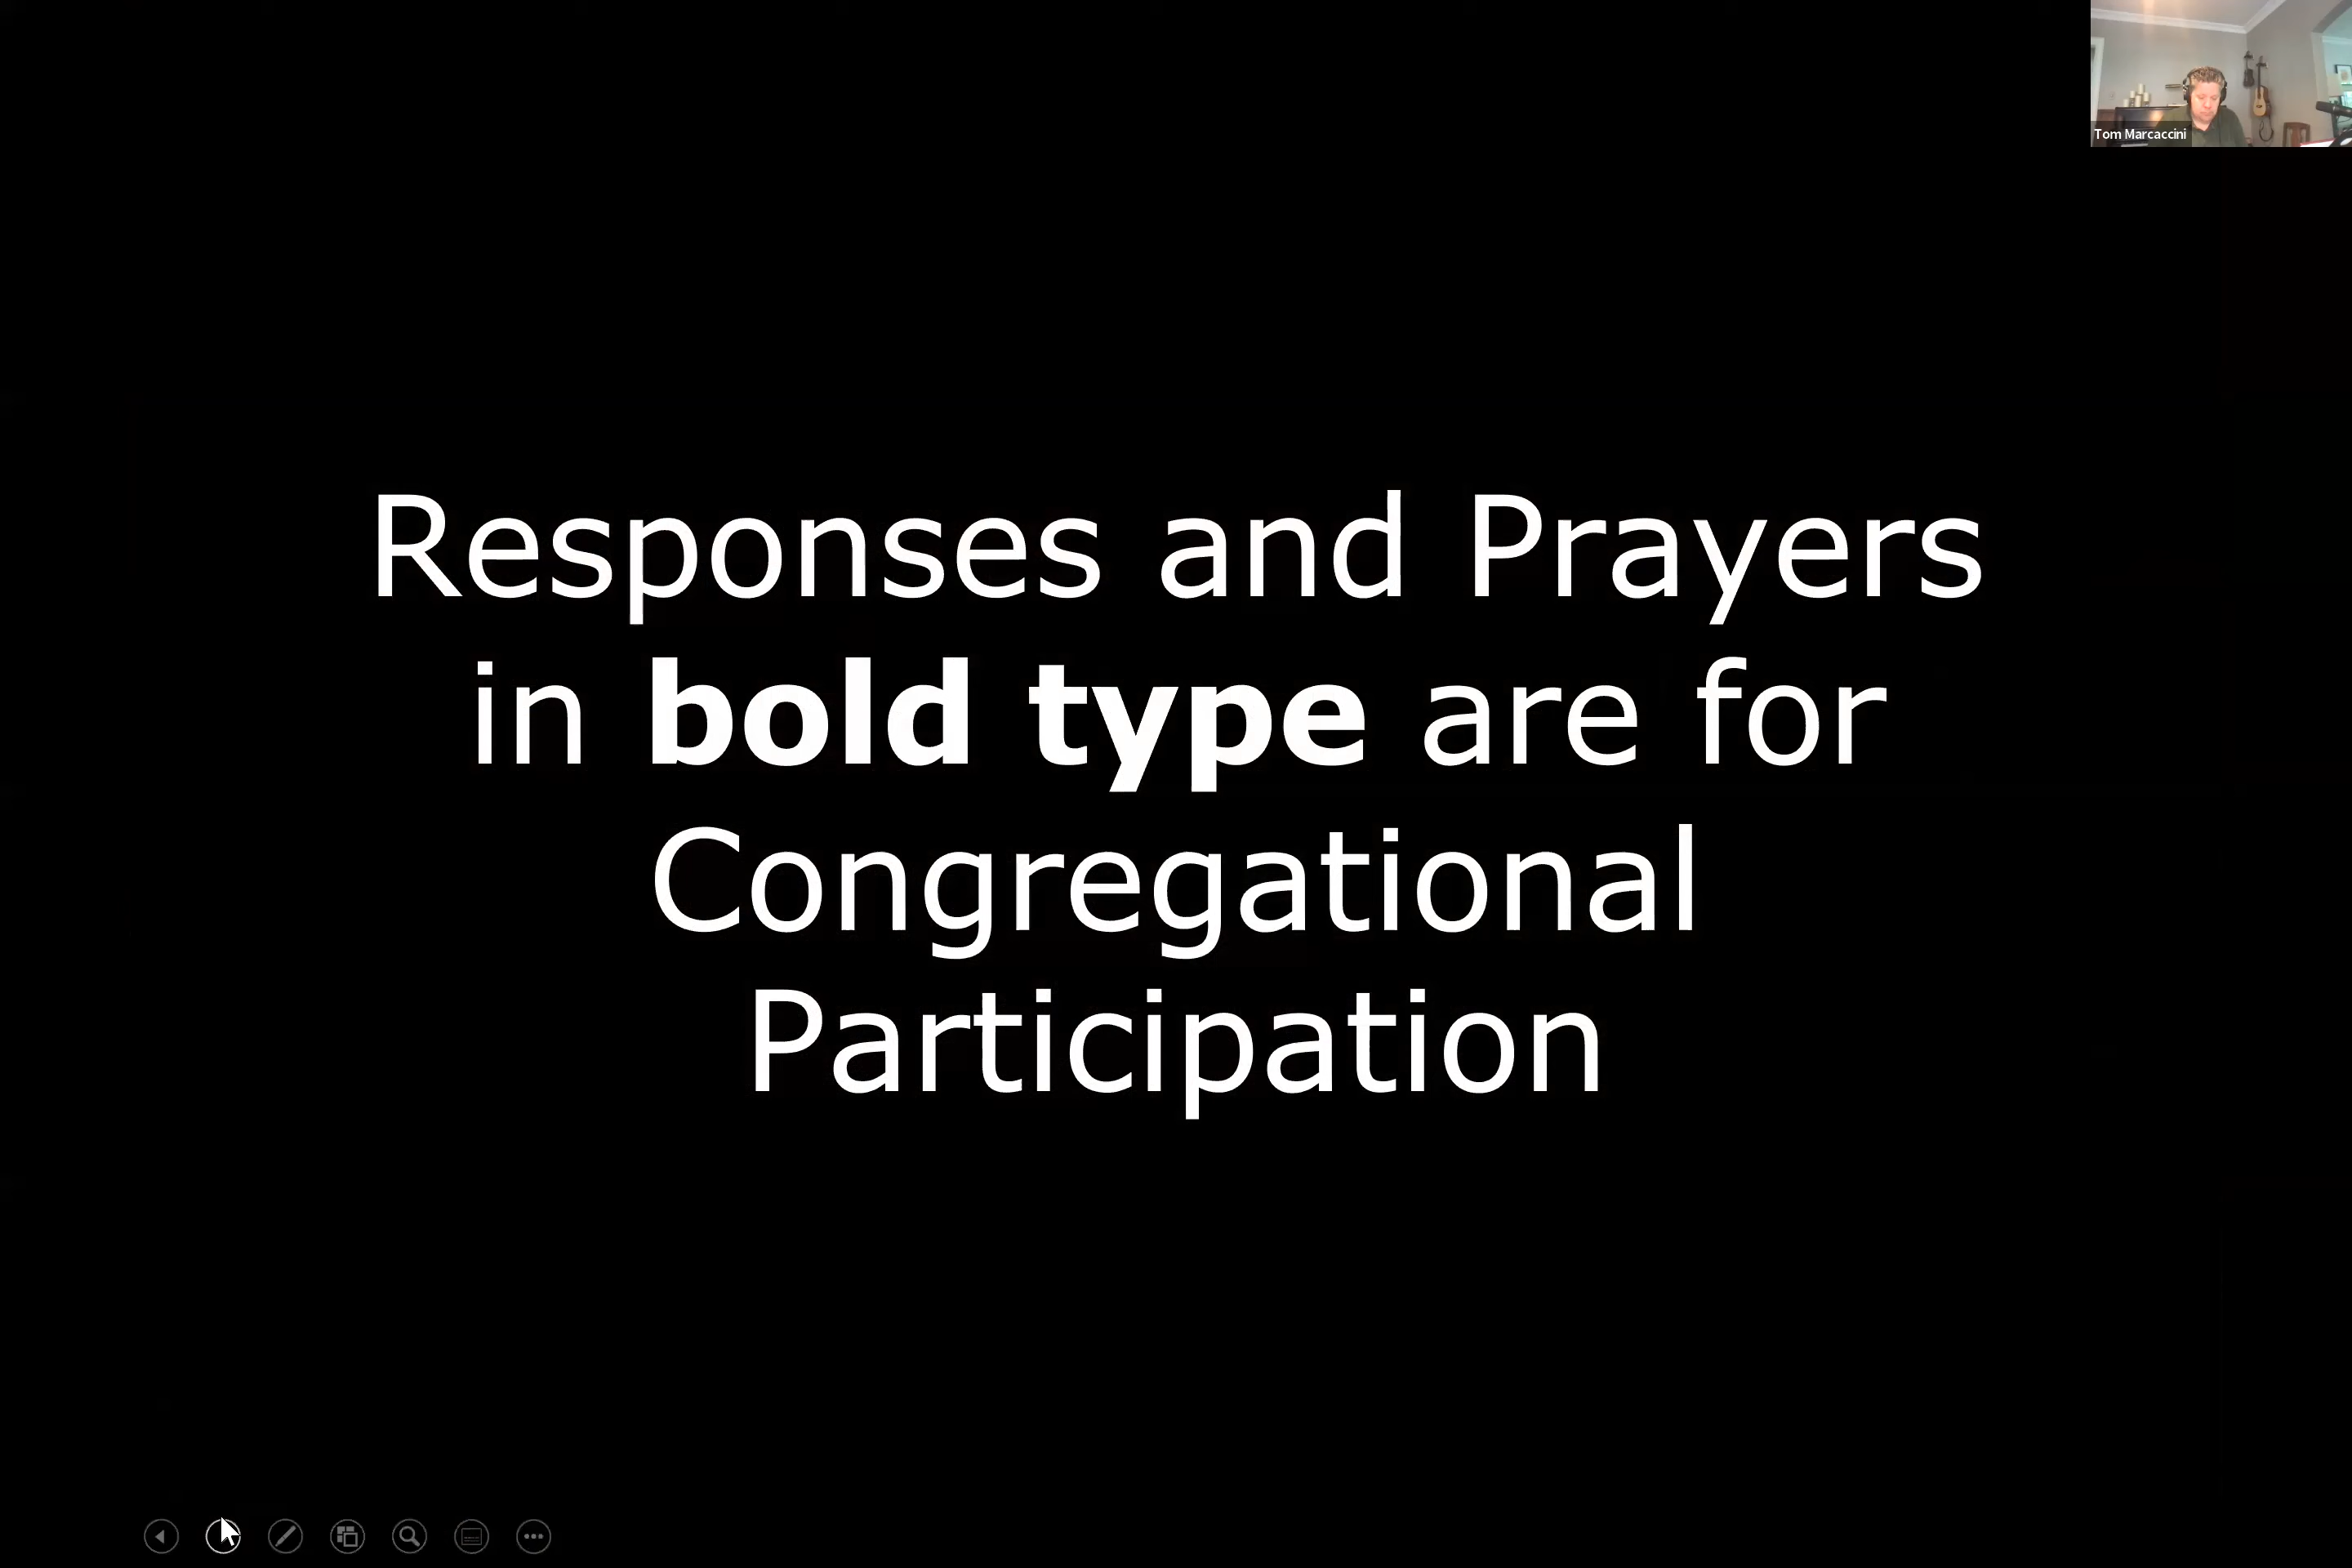 Tom Marcaccini
Responses and Prayers
in bold type are for
Congregational
Participation